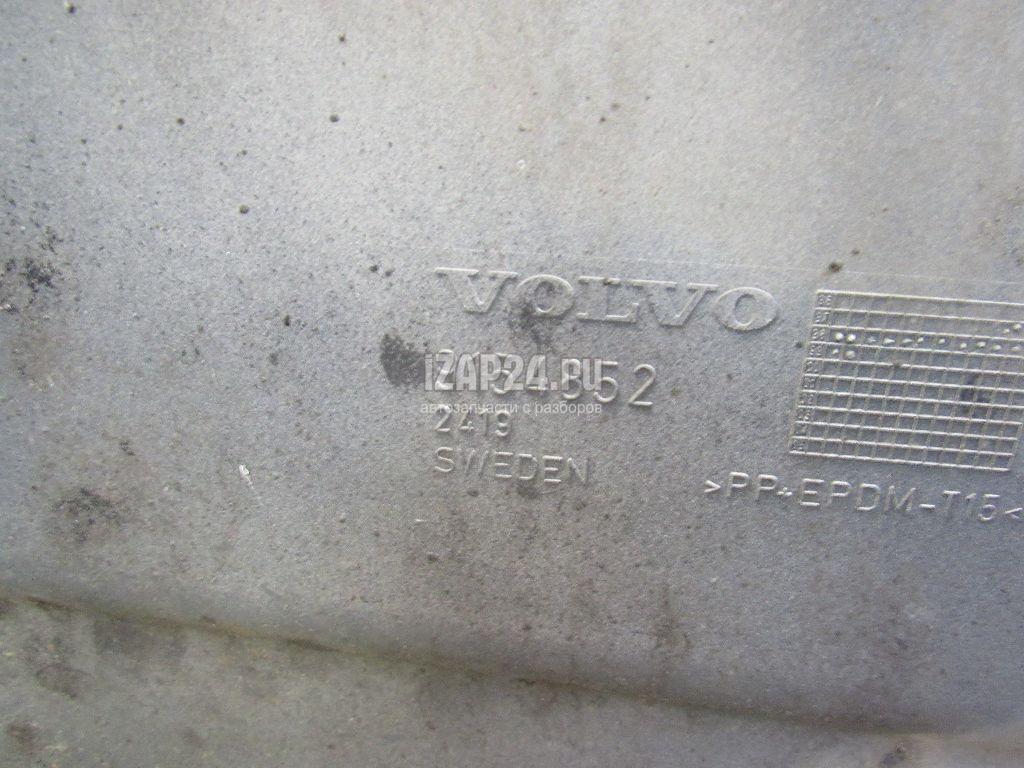 VOLVO
iZAP24.RU
автозапчасти с разборов
2419
SWEDEN
>PP+EPDM-T15<